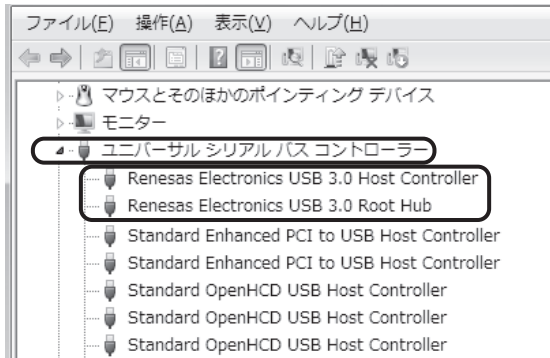 ファイル(F) 操作(A) 表示(V) ヘルプ(H)
マウスとそのほかのポインティング デバイス
モニター
ユニバーサル シリアル バス コントローラー
Renesas Electronics USB 3.0 Host Controller
Renesas Electronics USB 3.0 Root Hub
Standard Enhanced PCI to USB Host Controller
Standard Enhanced PCI to USB Host Controller
Standard OpenHCD USB Host Controller
Standard OpenHCD USB Host Controller
Standard OpenHCD USB Host Controller